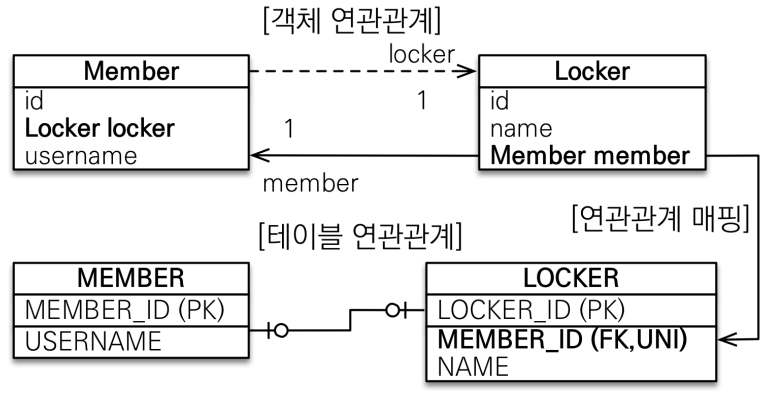 [객체 연관관계]
Member
id
Locker locker
username
locker
1
1
member
Locker
id
name
Member member
[연관관계 매핑]
[테이블 연관관계]
MEMBER
MEMBER_ID (PK)
USERNAME
LOCKER
LOCKER_ID (PK)
MEMBER_ID (FK,UNI)
NAME